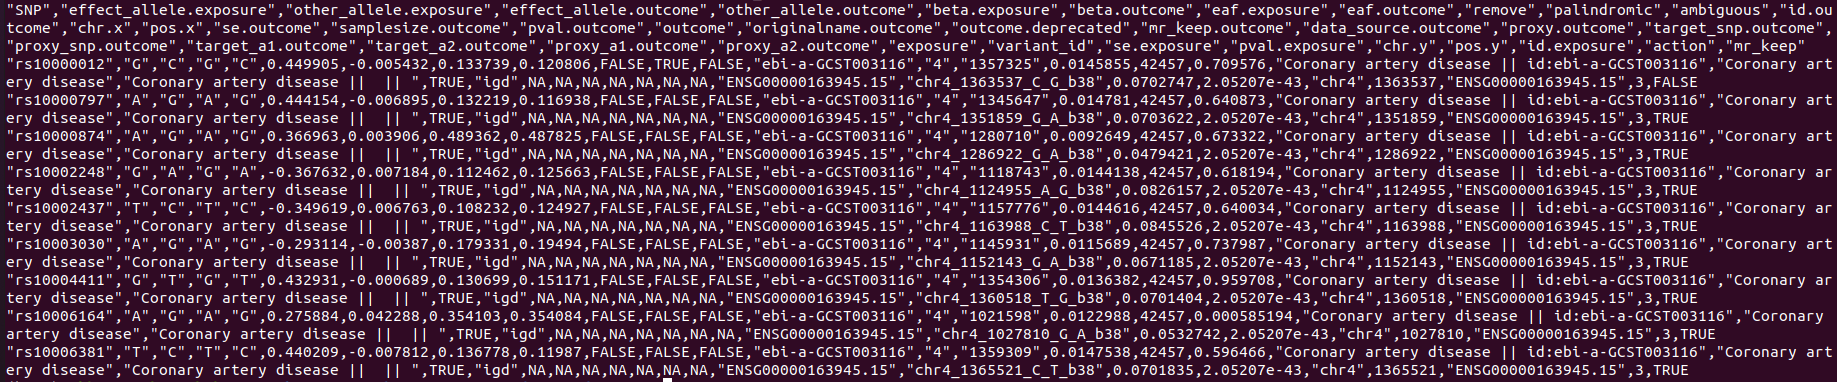 "SNP","effect_allele.exposure","other_allele.exposure","effect_allele.outcome","other_allele.outcome","beta.exposure","beta.outcome","eaf.exposure","eaf.outcome","remove","palindromic","ambiguous","id.ou
tcome","chr.x","pos.x","se.outcome","samplesize.outcome","pval.outcome","outcome","originalname.outcome","outcome.deprecated","mr_keep.outcome","data_source.outcome","proxy.outcome","target_snp.outcome",
"proxy_snp.outcome","target_a1.outcome","target_a2.outcome","proxy_a1.outcome","proxy_a2.outcome","exposure","variant_id","se.exposure","pval.exposure","chr.y","pos.y","id.exposure","action","mr_keep"
"rs10000012","G","C","G","C",0.449905,-0.005432,0.133739,0.120806,FALSE,TRUE,FALSE,"ebi-a-GCST003116","4","1357325",0.0145855,42457,0.709576,"Coronary artery disease || id:ebi-a-GCST003116","Coronary art
ery disease","Coronary artery disease ||  || ",TRUE,"igd",NA,NA,NA,NA,NA,NA,"ENSG00000163945.15","chr4_1363537_C_G_b38",0.0702747,2.05207e-43,"chr4",1363537,"ENSG00000163945.15",3,FALSE
"rs10000797","A","G","A","G",0.444154,-0.006895,0.132219,0.116938,FALSE,FALSE,FALSE,"ebi-a-GCST003116","4","1345647",0.014781,42457,0.640873,"Coronary artery disease || id:ebi-a-GCST003116","Coronary art
ery disease","Coronary artery disease ||  || ",TRUE,"igd",NA,NA,NA,NA,NA,NA,"ENSG00000163945.15","chr4_1351859_G_A_b38",0.0703622,2.05207e-43,"chr4",1351859,"ENSG00000163945.15",3,TRUE
"rs10000874","A","G","A","G",0.366963,0.003906,0.489362,0.487825,FALSE,FALSE,FALSE,"ebi-a-GCST003116","4","1280710",0.0092649,42457,0.673322,"Coronary artery disease || id:ebi-a-GCST003116","Coronary art
ery disease","Coronary artery disease ||  || ",TRUE,"igd",NA,NA,NA,NA,NA,NA,"ENSG00000163945.15","chr4_1286922_G_A_b38",0.0479421,2.05207e-43,"chr4",1286922,"ENSG00000163945.15",3,TRUE
"rs10002248","G","A","G","A",-0.367632,0.007184,0.112462,0.125663,FALSE,FALSE,FALSE,"ebi-a-GCST003116","4","1118743",0.0144138,42457,0.618194,"Coronary artery disease || id:ebi-a-GCST003116","Coronary ar
tery disease","Coronary artery disease ||  || ",TRUE,"igd",NA,NA,NA,NA,NA,NA,"ENSG00000163945.15","chr4_1124955_A_G_b38",0.0826157,2.05207e-43,"chr4",1124955,"ENSG00000163945.15",3,TRUE
"rs10002437","T","C","T","C",-0.349619,0.006763,0.108232,0.124927,FALSE,FALSE,FALSE,"ebi-a-GCST003116","4","1157776",0.0144616,42457,0.640034,"Coronary artery disease || id:ebi-a-GCST003116","Coronary ar
tery disease","Coronary artery disease ||  || ",TRUE,"igd",NA,NA,NA,NA,NA,NA,"ENSG00000163945.15","chr4_1163988_C_T_b38",0.0845526,2.05207e-43,"chr4",1163988,"ENSG00000163945.15",3,TRUE
"rs10003030","A","G","A","G",-0.293114,-0.00387,0.179331,0.19494,FALSE,FALSE,FALSE,"ebi-a-GCST003116","4","1145931",0.0115689,42457,0.737987,"Coronary artery disease || id:ebi-a-GCST003116","Coronary art
ery disease","Coronary artery disease ||  || ",TRUE,"igd",NA,NA,NA,NA,NA,NA,"ENSG00000163945.15","chr4_1152143_G_A_b38",0.0671185,2.05207e-43,"chr4",1152143,"ENSG00000163945.15",3,TRUE
"rs10004411","G","T","G","T",0.432931,-0.000689,0.130699,0.151171,FALSE,FALSE,FALSE,"ebi-a-GCST003116","4","1354306",0.0136382,42457,0.959708,"Coronary artery disease || id:ebi-a-GCST003116","Coronary ar
tery disease","Coronary artery disease ||  || ",TRUE,"igd",NA,NA,NA,NA,NA,NA,"ENSG00000163945.15","chr4_1360518_T_G_b38",0.0701404,2.05207e-43,"chr4",1360518,"ENSG00000163945.15",3,TRUE
"rs10006164","A","G","A","G",0.275884,0.042288,0.354103,0.354084,FALSE,FALSE,FALSE,"ebi-a-GCST003116","4","1021598",0.0122988,42457,0.000585194,"Coronary artery disease || id:ebi-a-GCST003116","Coronary 
artery disease","Coronary artery disease ||  || ",TRUE,"igd",NA,NA,NA,NA,NA,NA,"ENSG00000163945.15","chr4_1027810_G_A_b38",0.0532742,2.05207e-43,"chr4",1027810,"ENSG00000163945.15",3,TRUE
"rs10006381","T","C","T","C",0.440209,-0.007812,0.136778,0.11987,FALSE,FALSE,FALSE,"ebi-a-GCST003116","4","1359309",0.0147538,42457,0.596466,"Coronary artery disease || id:ebi-a-GCST003116","Coronary art
ery disease","Coronary artery disease ||  || ",TRUE,"igd",NA,NA,NA,NA,NA,NA,"ENSG00000163945.15","chr4_1365521_C_T_b38",0.0701835,2.05207e-43,"chr4",1365521,"ENSG00000163945.15",3,TRUE